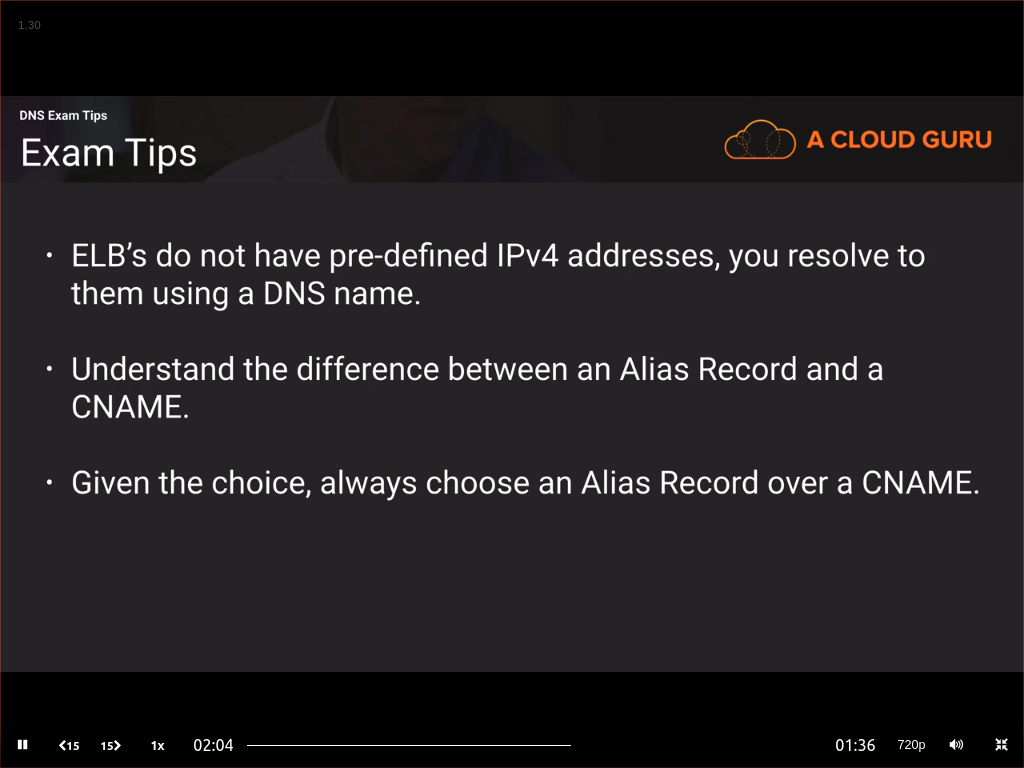 1.30
DNS Exam Tips
Exam Tips
A CLOUD GURU
• ELB’s do not have pre-defined IPv4 addresses, you resolve to
them using a DNS name.
• Understand the difference between an Alias Record and a
CNAME.
• Given the choice, always choose an Alias Record over a CNAME.
15 15 1x 02:04 01:36 720p